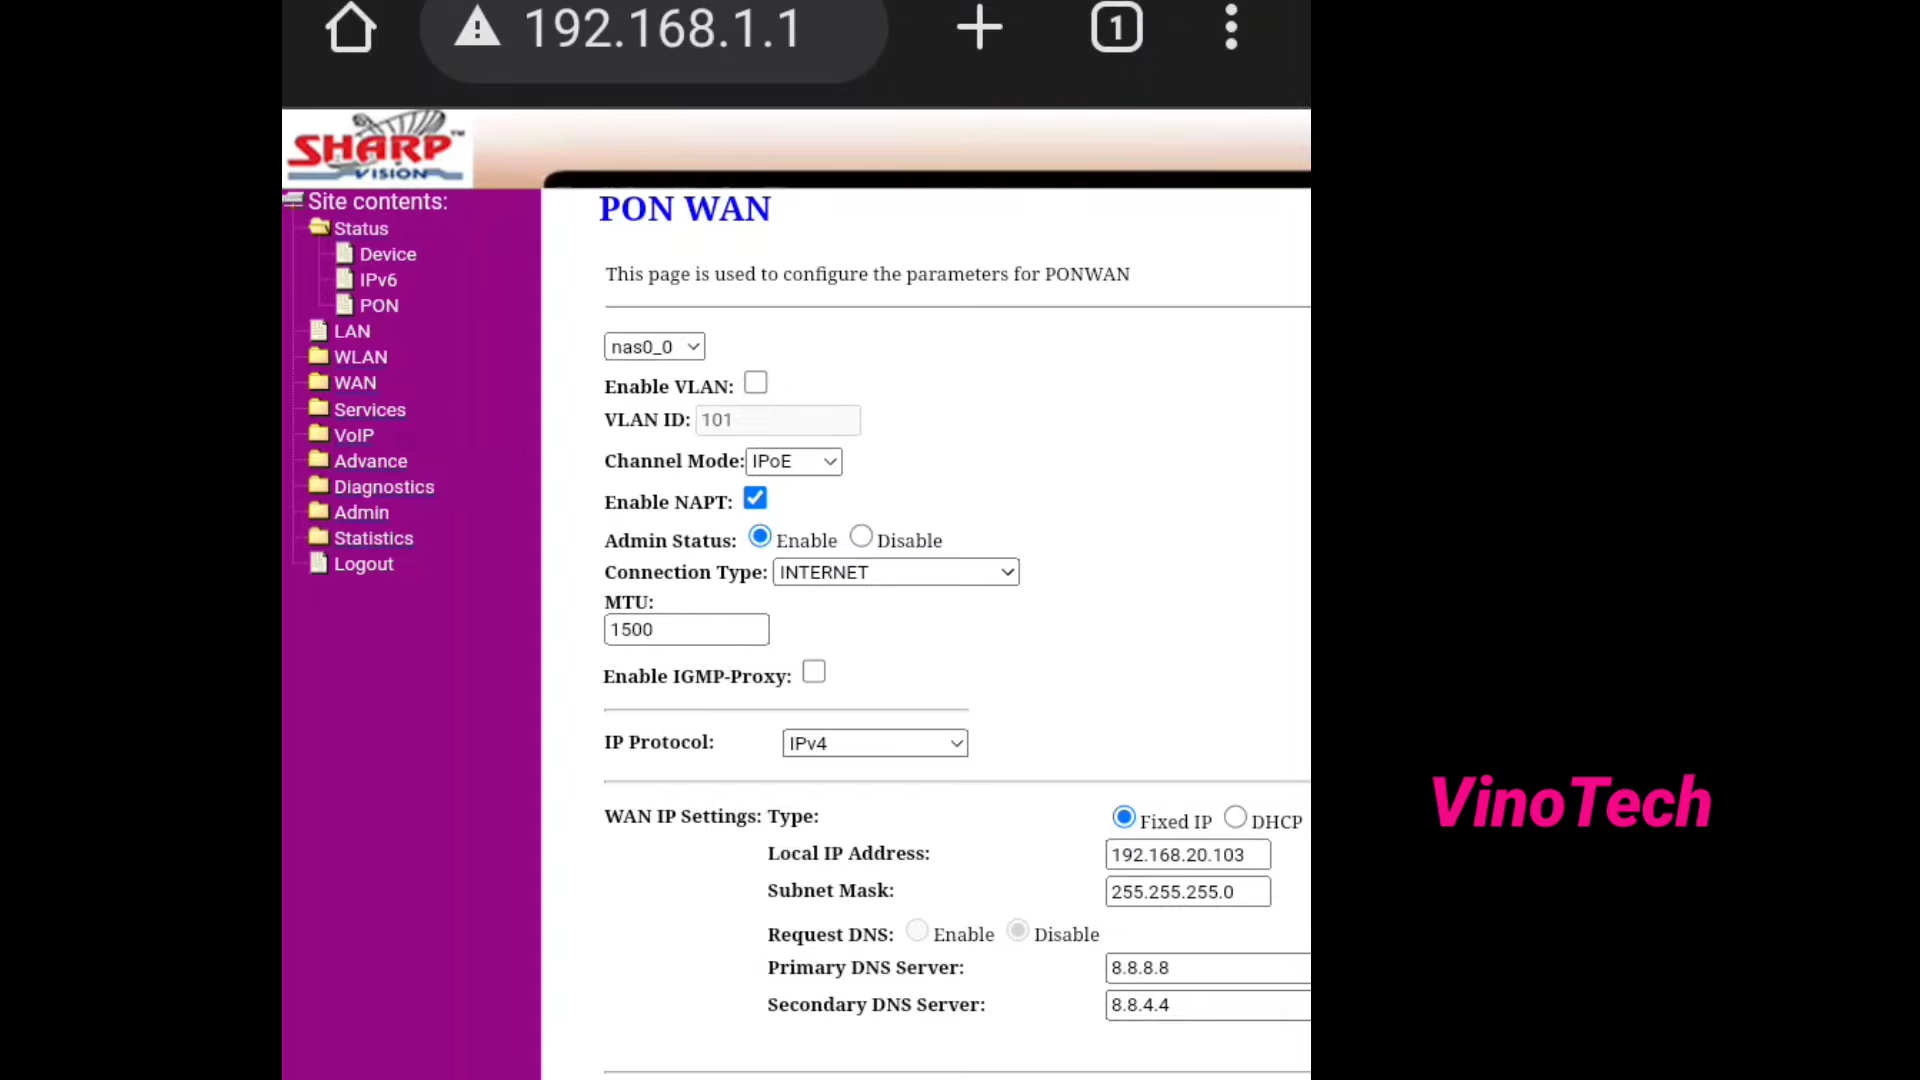 192.168.1.1
1
SHARP™
VISION
Site contents:
Status
Device
IPv6
PON
LAN
WLAN
WAN
Services
VoIP
Advance
Diagnostics
Admin
Statistics
Logout
PON WAN
This page is used to configure the parameters for PONWAN
nas0_0
Enable VLAN:
VLAN ID: 101
Channel Mode: IPoE
Enable NAPT:
Admin Status: Enable Disable
Connection Type: INTERNET
MTU:
1500
Enable IGMP-Proxy:
IP Protocol: IPv4
WAN IP Settings: Type: Fixed IP DHCP
Local IP Address: 192.168.20.103
Subnet Mask: 255.255.255.0
Request DNS: Enable Disable
Primary DNS Server: 8.8.8.8
Secondary DNS Server: 8.8.4.4
VinoTech